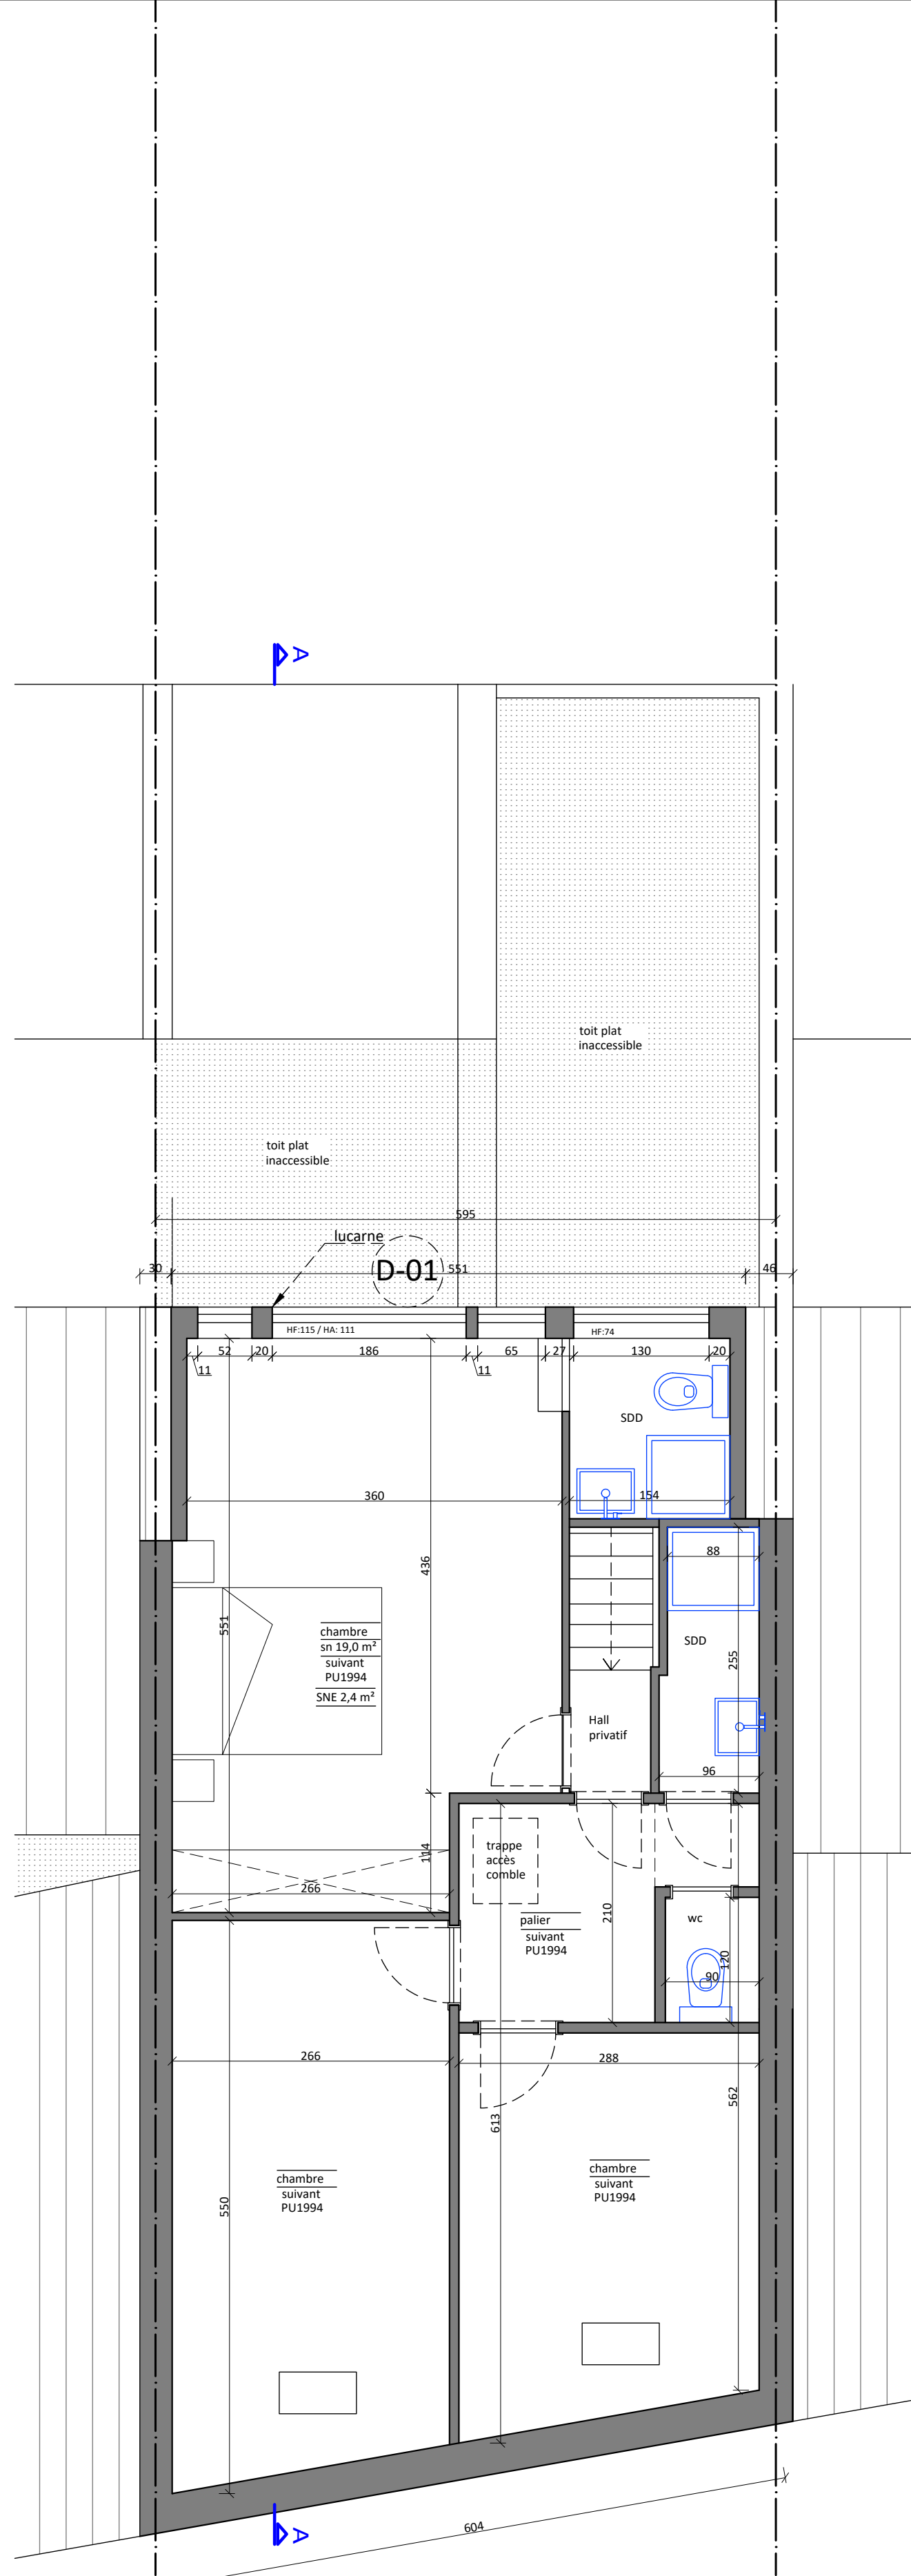 A
toit plat
inaccessible
toit plat
inaccessible
595
lucarne
D-01
30
551
46
HF:115 / HA: 111
HF:74
52
20
186
65
27
130
20
11
11
SDD
360
154
436
88
551
chambre
sn 19,0 m²
suivant
PU1994
SNE 2,4 m²
SDD
255
Hall
privatif
96
114
trappe
accès
comble
266
palier
suivant
PU1994
210
wc
120
90
266
288
562
613
chambre
suivant
PU1994
chambre
suivant
PU1994
550
604
A